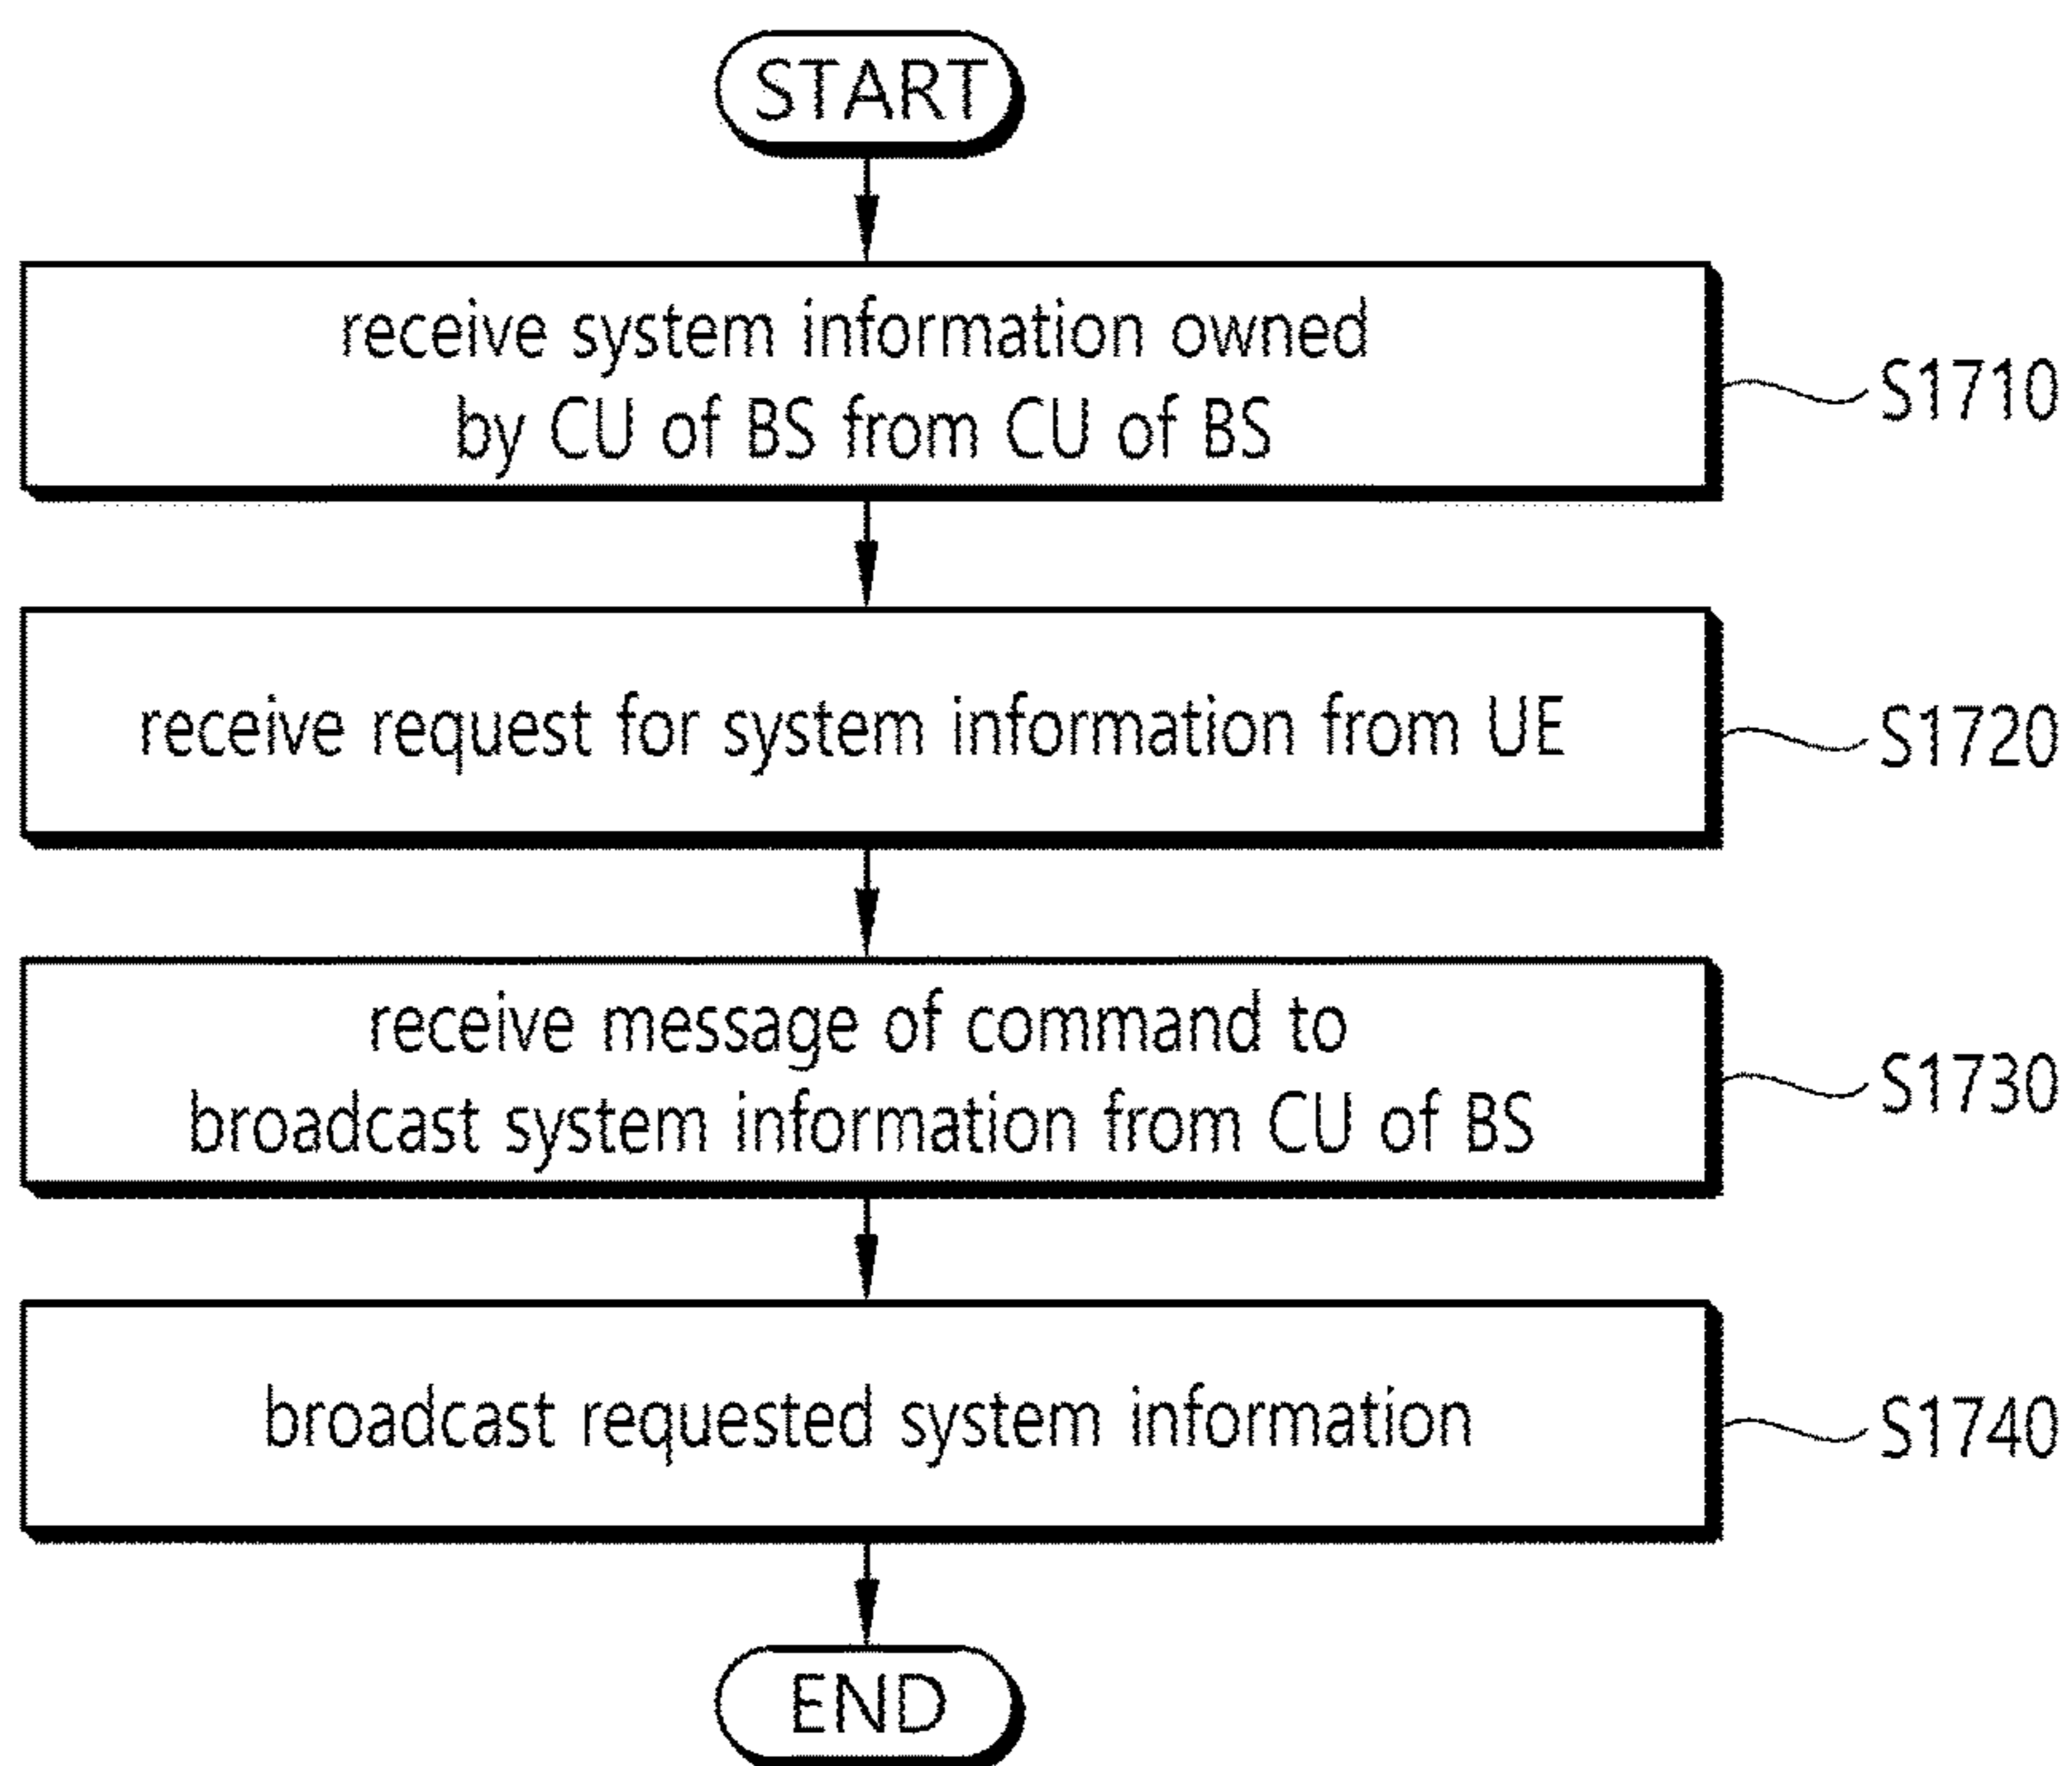 START
receive system information owned
by CU of BS from CU of BS
S1710
receive request for system information from UE
S1720
receive message of command to
broadcast system information from CU of BS
S1730
broadcast requested system information
S1740
END